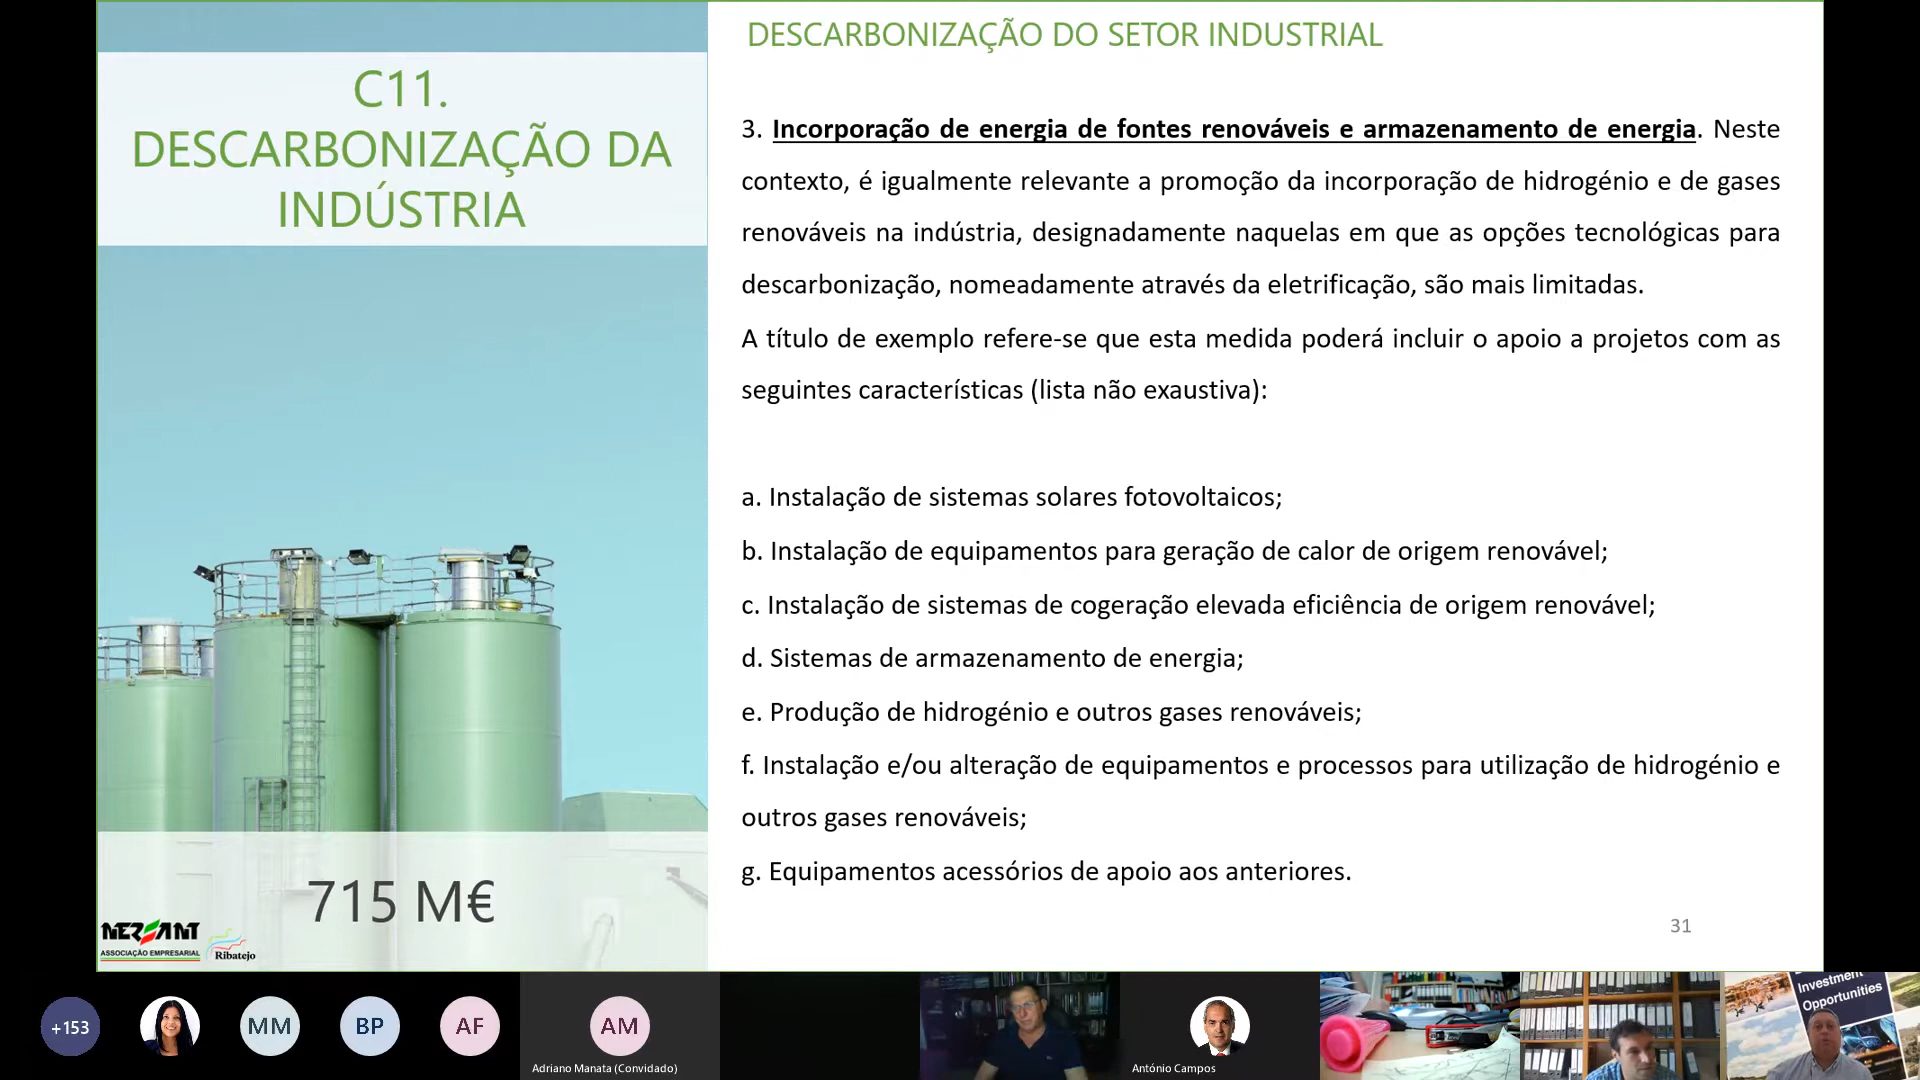 C11.
DESCARBONIZAÇÃO DA
INDÚSTRIA
715 M€
NERSANT
ASSOCIAÇÃO EMPRESARIAL
Ribatejo
DESCARBONIZAÇÃO DO SETOR INDUSTRIAL
3. Incorporação de energia de fontes renováveis e armazenamento de energia. Neste
contexto, é igualmente relevante a promoção da incorporação de hidrogénio e de gases
renováveis na indústria, designadamente naquelas em que as opções tecnológicas para
descarbonização, nomeadamente através da eletrificação, são mais limitadas.
A título de exemplo refere-se que esta medida poderá incluir o apoio a projetos com as
seguintes características (lista não exaustiva):
a. Instalação de sistemas solares fotovoltaicos;
b. Instalação de equipamentos para geração de calor de origem renovável;
c. Instalação de sistemas de cogeração elevada eficiência de origem renovável;
d. Sistemas de armazenamento de energia;
e. Produção de hidrogénio e outros gases renováveis;
f. Instalação e/ou alteração de equipamentos e processos para utilização de hidrogénio e
outros gases renováveis;
g. Equipamentos acessórios de apoio aos anteriores.
31
+153
MM
BP
AF
AM
Adriano Manata (Convidado)
António Campos
Investment
Opportunities